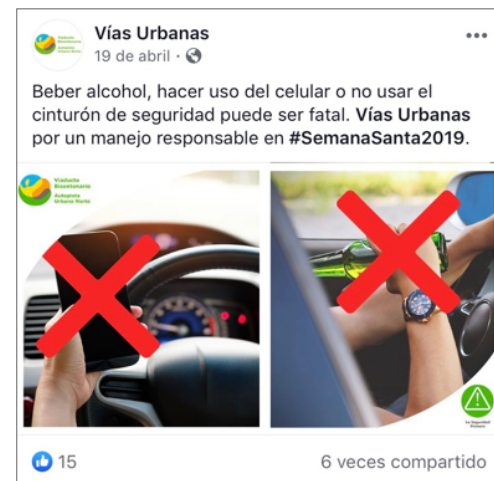 Vías Urbanas
19 de abril ·
Beber alcohol, hacer uso del celular o no usar el
cinturón de seguridad puede ser fatal. Vías Urbanas
por un manejo responsable en #SemanaSanta2019.
Viaducto
Bicentenario
Autopista
Urbana Norte
15
6 veces compartido